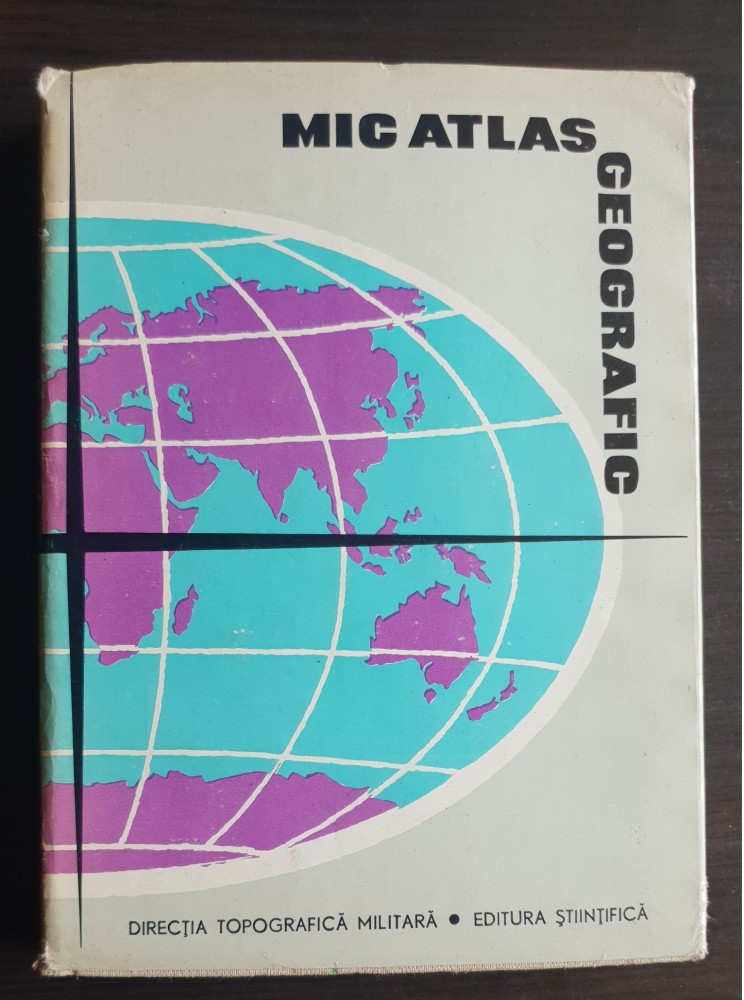 MIC ATLAS
GEOGRAFIC
DIRECȚIA TOPOGRAFICĂ MILITARĂ • EDITURA ȘTIINȚIFICĂ